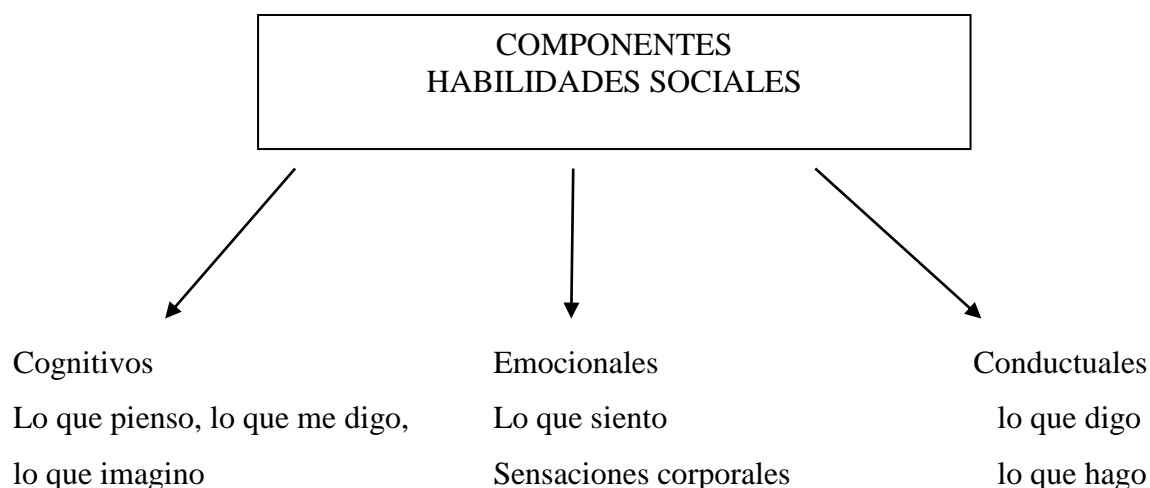 COMPONENTES
HABILIDADES SOCIALES
Cognitivos
Lo que pienso, lo que me digo,
lo que imagino
Emocionales
Lo que siento
Sensaciones corporales
Conductuales
lo que digo
lo que hago